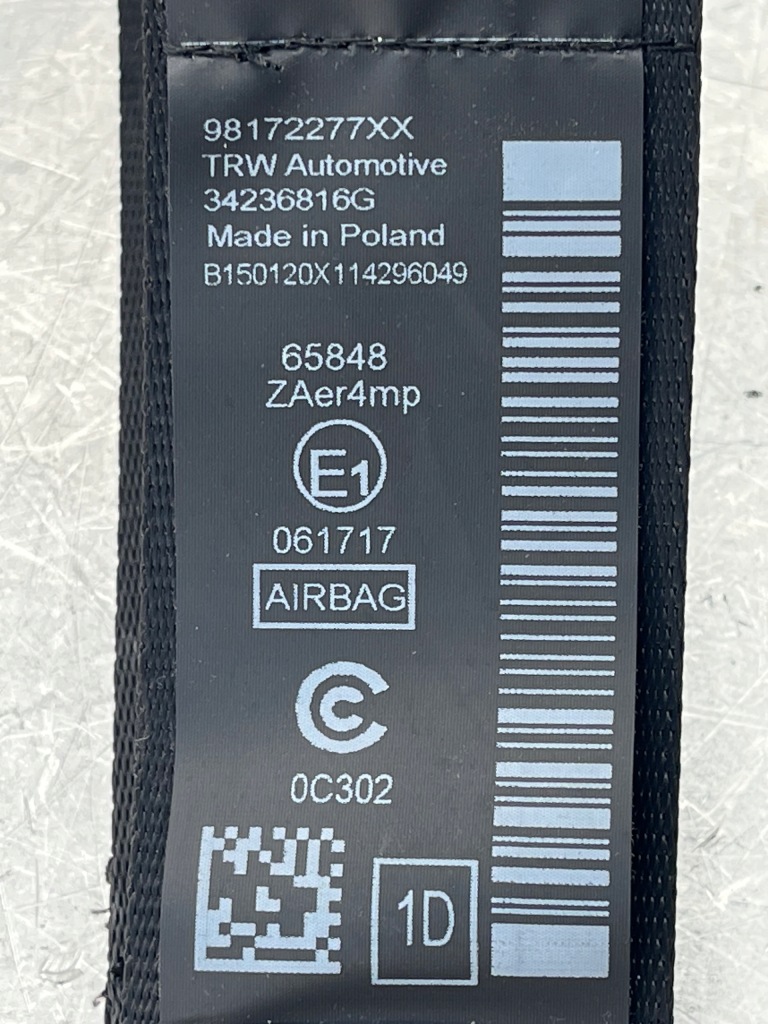 98172277XX
TRW Automotive
34236816G
Made in Poland
B150120X114296049
65848
ZAer4mp
E1
061717
AIRBAG
0C302
1D